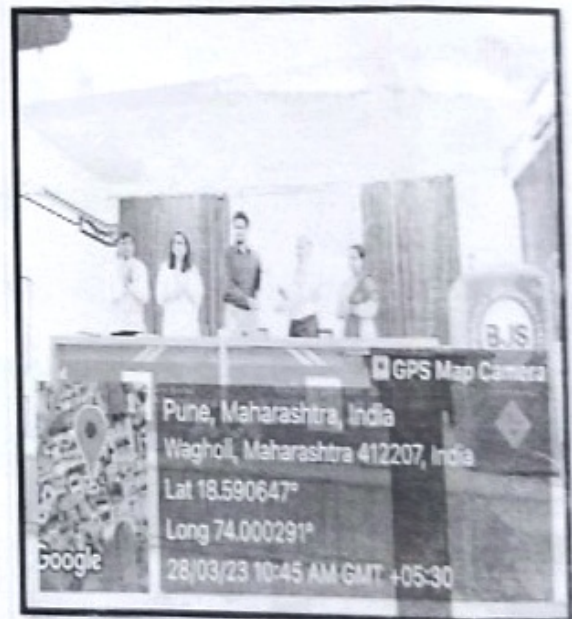 BJS
GPS Map Camera
Pune, Maharashtra, India
Wagholi, Maharashtra 412207, India
Lat 18.590647°
Long 74.000291°
28/03/23 10:45 AM GMT +05:30
Google